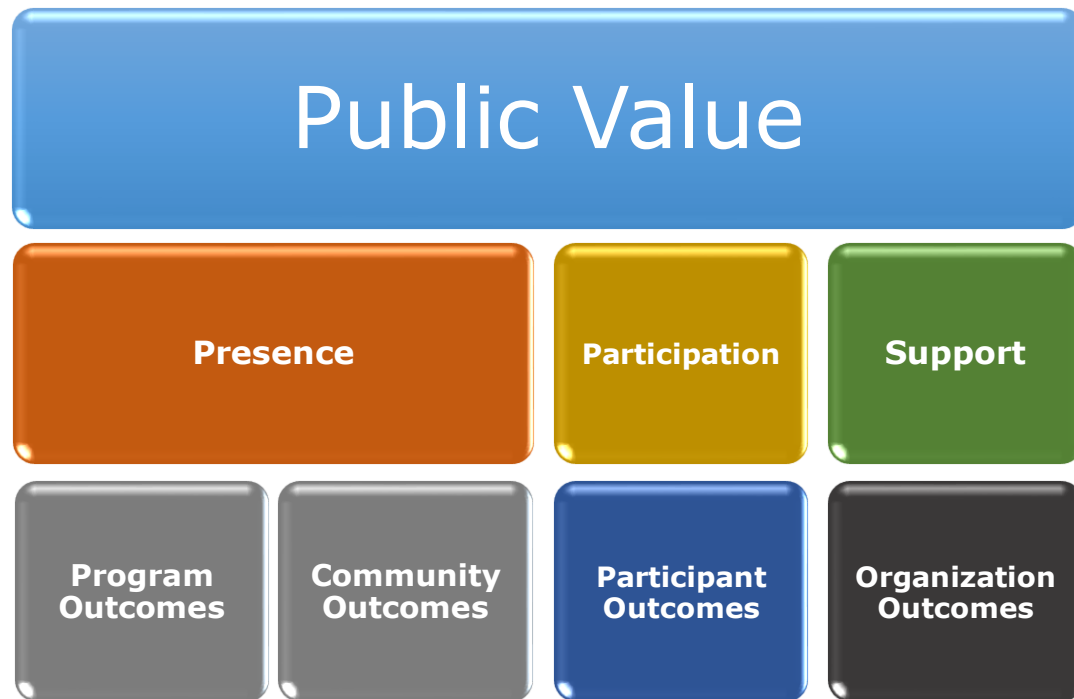 Public Value
Presence
Participation
Support
Program
Outcomes
Community
Outcomes
Participant
Outcomes
Organization
Outcomes